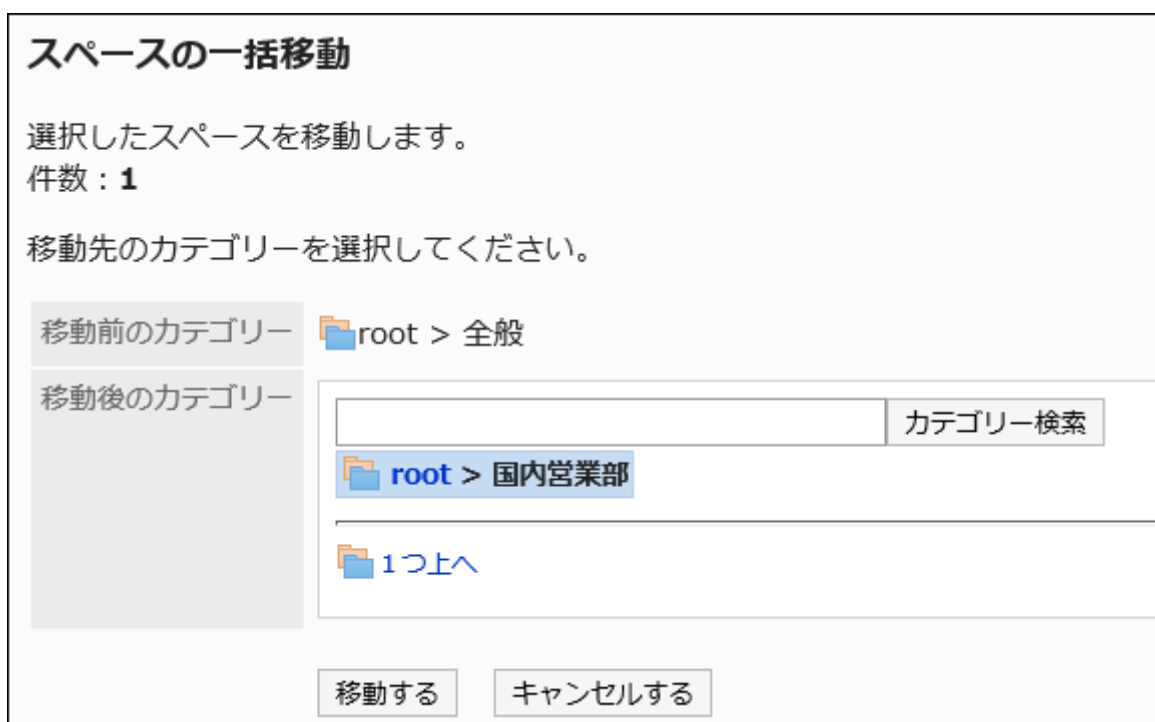 スペースの一括移動
選択したスペースを移動します。
件数：1
移動先のカテゴリーを選択してください。
移動前のカテゴリー root > 全般
移動後のカテゴリー
カテゴリー検索
root > 国内営業部
1つ上へ
移動する キャンセルする